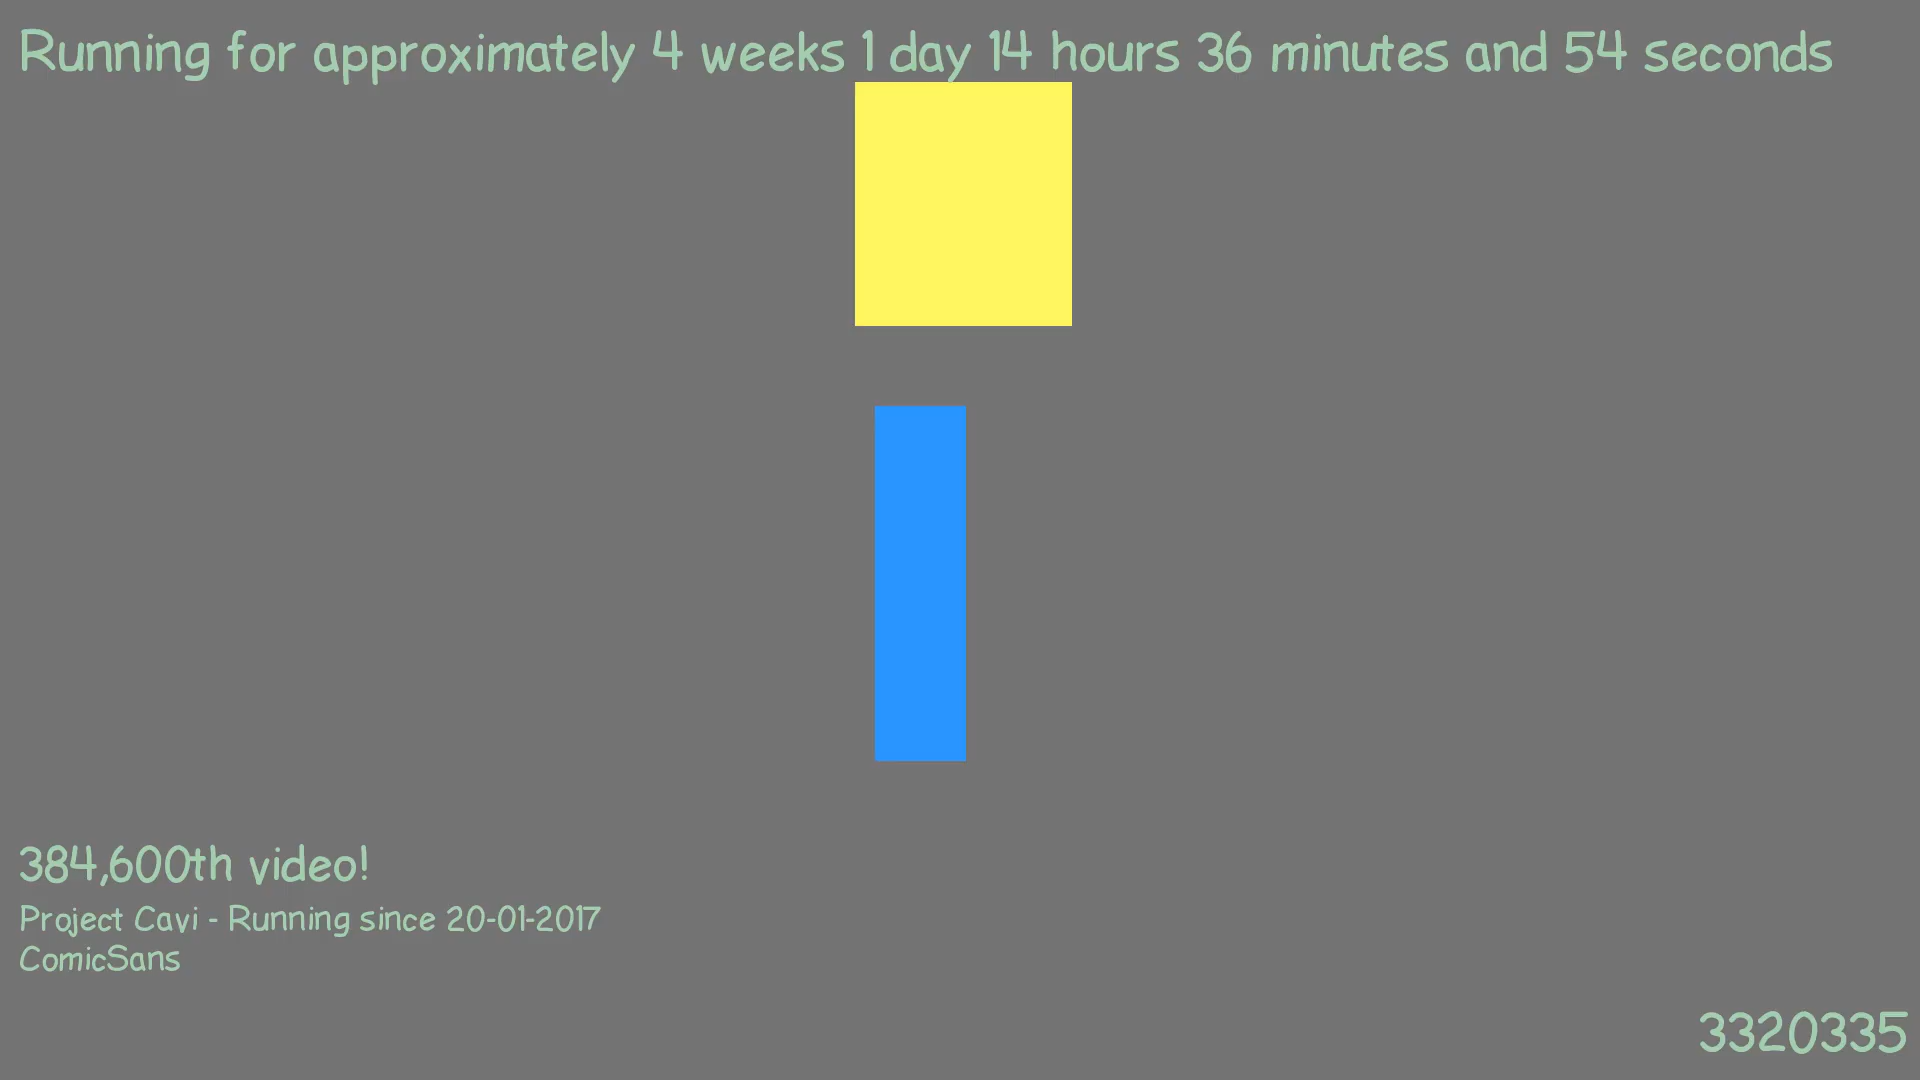 Running for approximately 4 weeks 1 day 14 hours 36 minutes and 54 seconds
384,600th video!
Project Cavi - Running since 20-01-2017
ComicSans
3320335